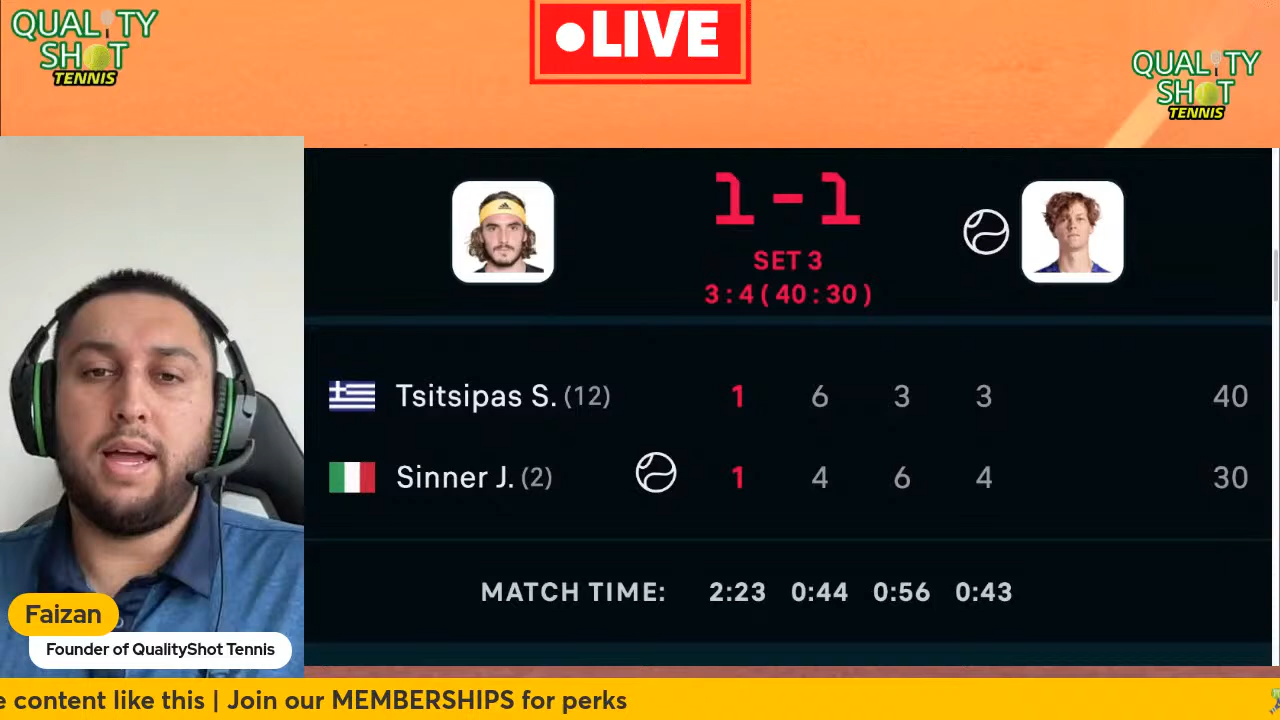 QUALITY
SHOT
TENNIS
LIVE
QUALITY
SHOT
TENNIS
1 - 1
SET 3
3 : 4 ( 40 : 30 )
Tsitsipas S. (12) 1 6 3 3 40
Sinner J. (2) 1 4 6 4 30
MATCH TIME: 2:23 0:44 0:56 0:43
Faizan
Founder of QualityShot Tennis
e content like this | Join our MEMBERSHIPS for perks